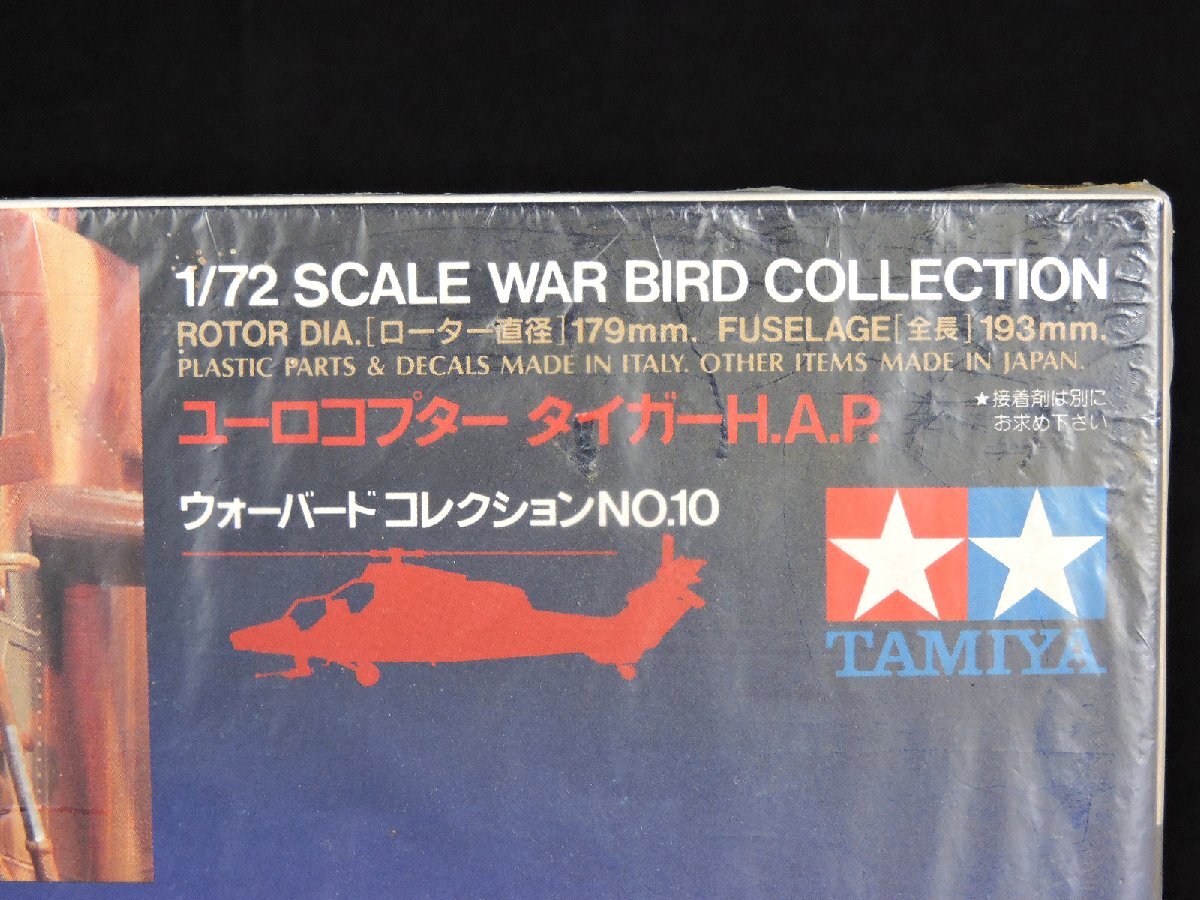 1/72 SCALE WAR BIRD COLLECTION
ROTOR DIA.[ローター直径]179mm. FUSELAGE[全長]193mm.
PLASTIC PARTS & DECALS MADE IN ITALY. OTHER ITEMS MADE IN JAPAN.
ユーロコプター タイガーH.A.P.
★接着剤は別に
お求め下さい
ウォーバード コレクションNO.10
TAMIYA